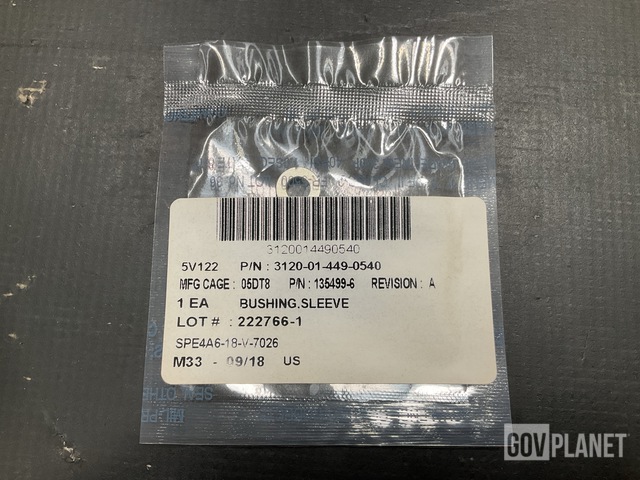 3120014490540
5V122 P/N : 3120-01-449-0540
MFG CAGE : 05DT8 P/N : 135499-6 REVISION : A
1 EA BUSHING,SLEEVE
LOT # : 222766-1
SPE4A6-18-V-7026
M33 - 09/18 US
GOVPLANET